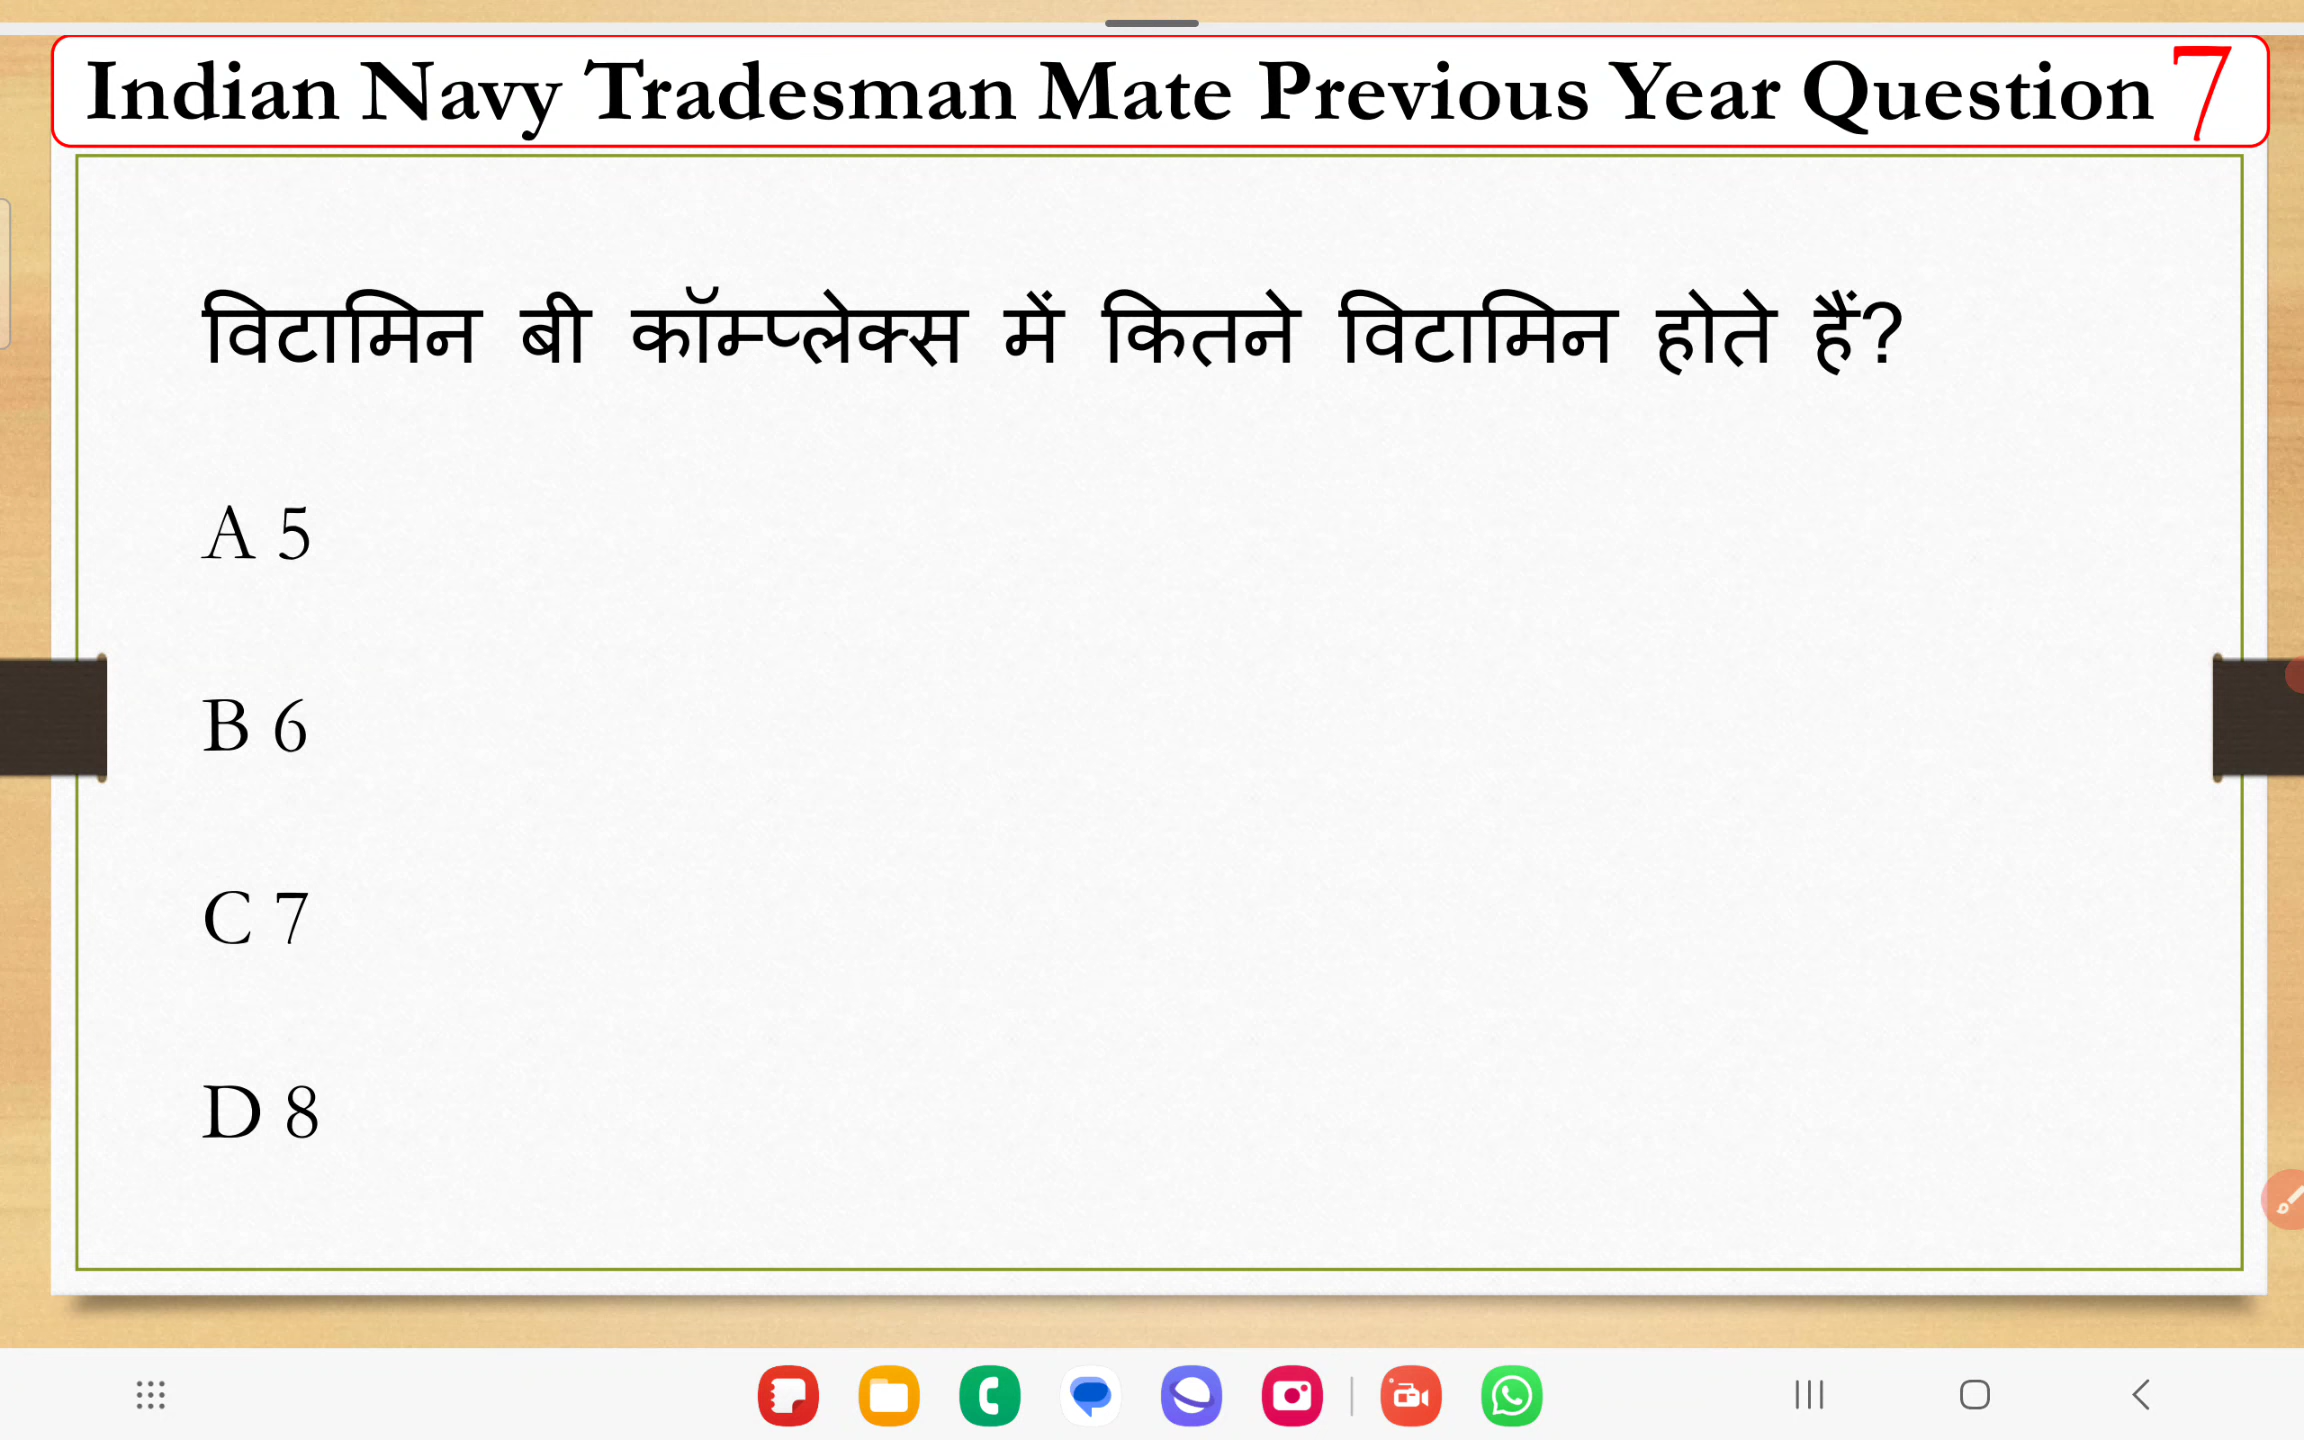 Indian Navy Tradesman Mate Previous Year Question 7
विटामिन बी कॉम्प्लेक्स में कितने विटामिन होते हैं?
A 5
B 6
C 7
D 8